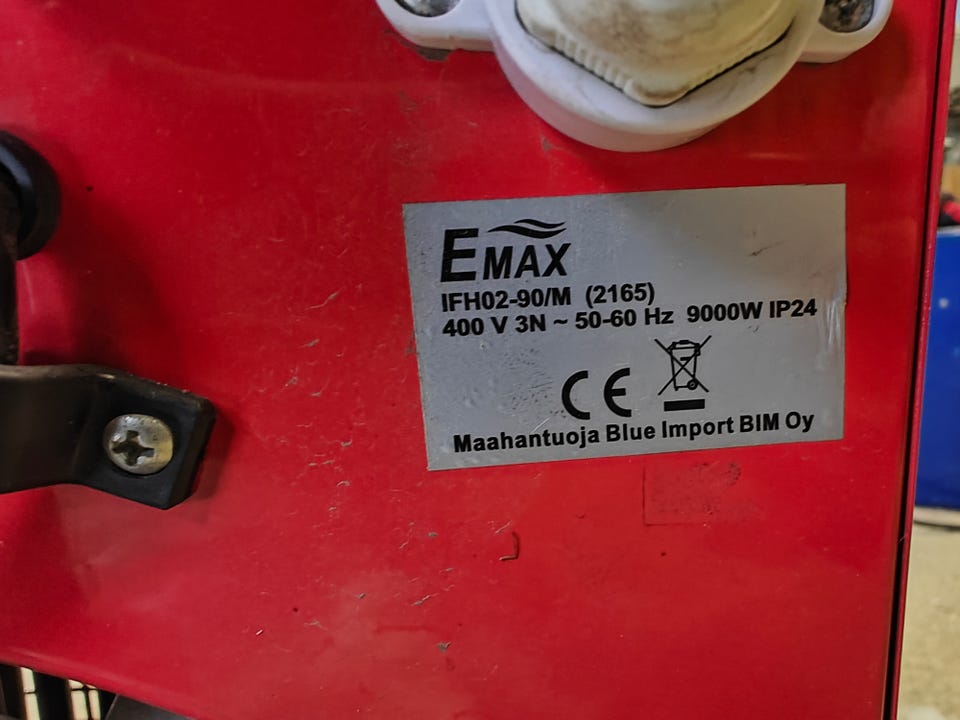 EMAX
IFH02-90/M (2165)
400 V 3N ~ 50-60 Hz 9000W IP24
CE
Maahantuoja Blue Import BIM Oy